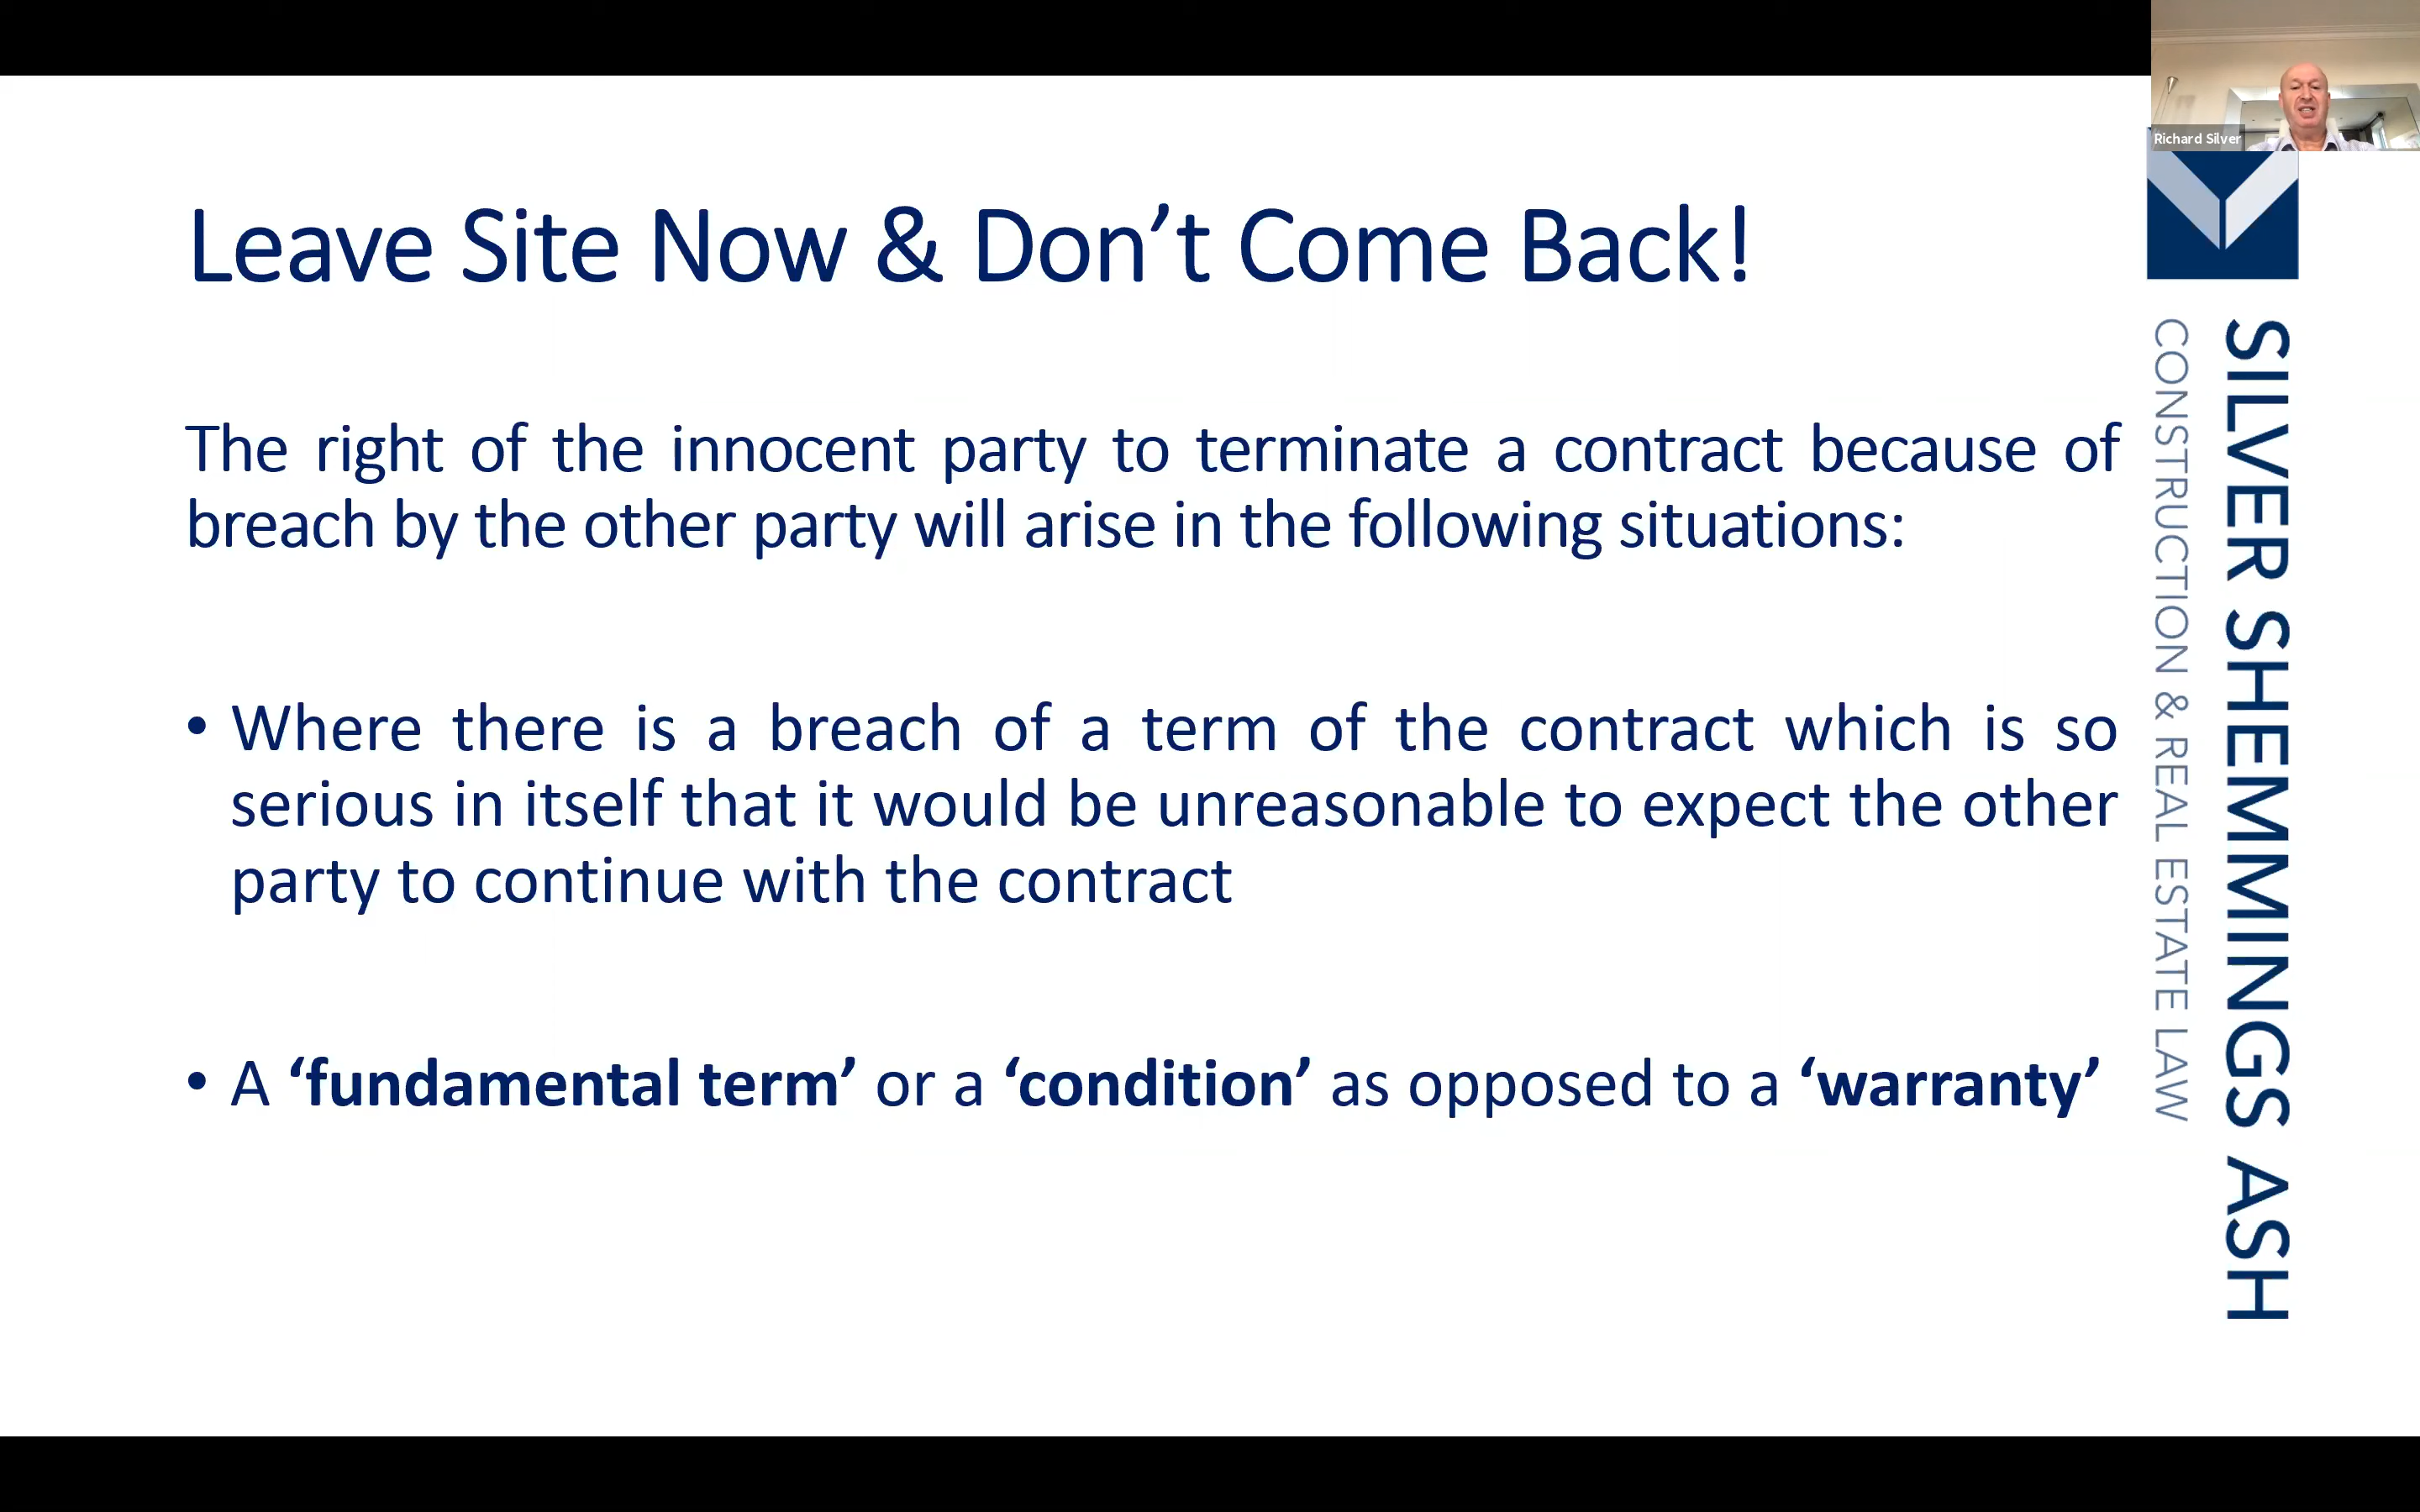 Richard Silver
Leave Site Now & Don’t Come Back!
The right of the innocent party to terminate a contract because of
breach by the other party will arise in the following situations:
• Where there is a breach of a term of the contract which is so
serious in itself that it would be unreasonable to expect the other
party to continue with the contract
• A ‘fundamental term’ or a ‘condition’ as opposed to a ‘warranty’
SILVER SHEMMINGS ASH
CONSTRUCTION & REAL ESTATE LAW